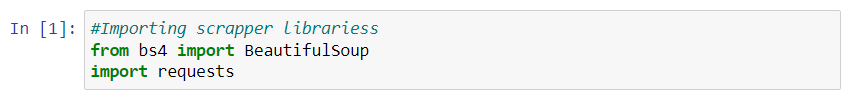 In [1]: #Importing scrapper librariess
from bs4 import BeautifulSoup
import requests